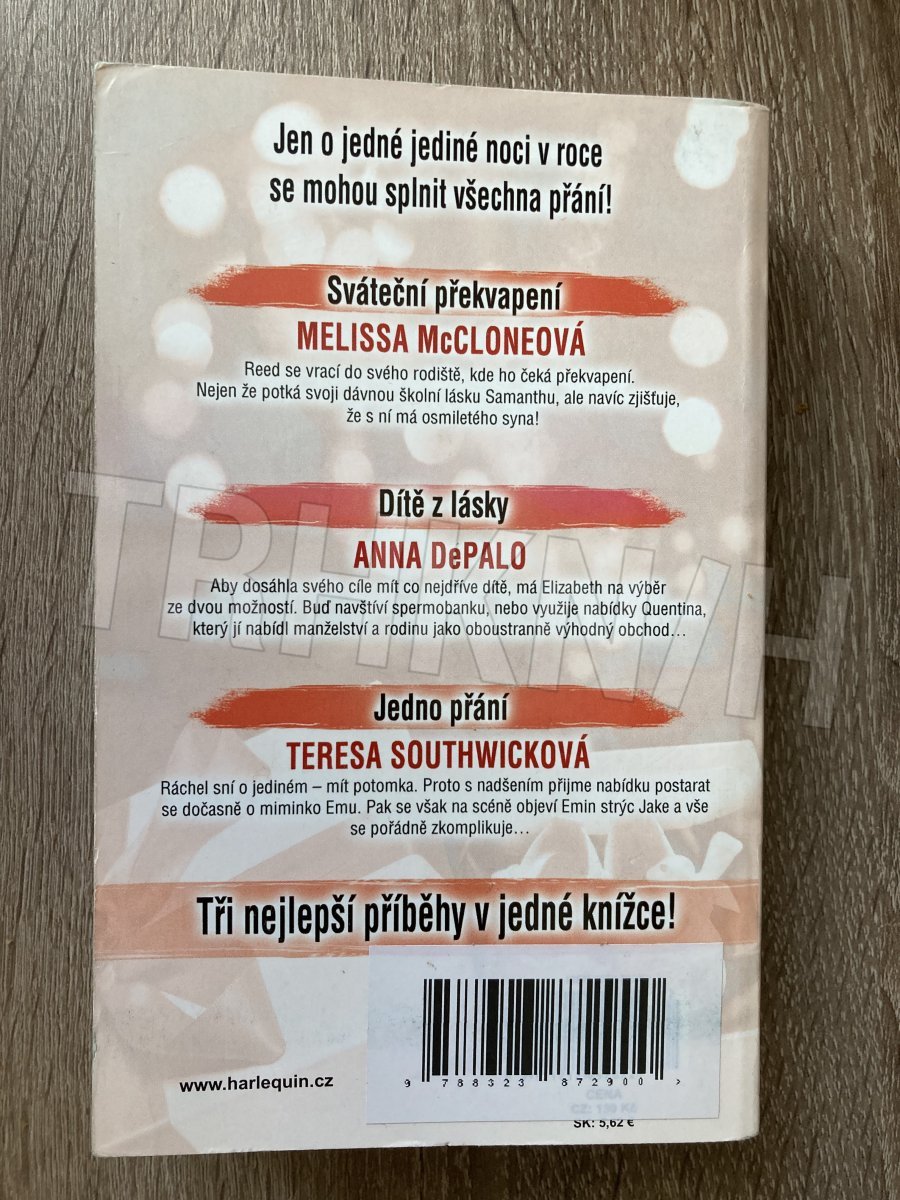 Jen o jedné jediné noci v roce
se mohou splnit všechna přání!
Sváteční překvapení
MELISSA McCLONEOVÁ
Reed se vrací do svého rodiště, kde ho čeká překvapení.
Nejen že potká svoji dávnou školní lásku Samanthu, ale navíc zjišťuje,
že s ní má osmiletého syna!
Dítě z lásky
ANNA DePALO
Aby dosáhla svého cíle mít co nejdříve dítě, má Elizabeth na výběr
ze dvou možností. Buď navštíví spermobanku, nebo využije nabídky Quentina,
který jí nabídl manželství a rodinu jako oboustranně výhodný obchod...
TRHKNIH
Jedno přání
TERESA SOUTHWICKOVÁ
Ráchel sní o jediném – mít potomka. Proto s nadšením přijme nabídku postarat
se dočasně o miminko Emu. Pak se však na scéně objeví Emin strýc Jake a vše
se pořádně zkomplikuje...
Tři nejlepší příběhy v jedné knížce!
www.harlequin.cz
9 788323 872900 >
CENA
CZ: 130 Kč
SK: 5,62 €